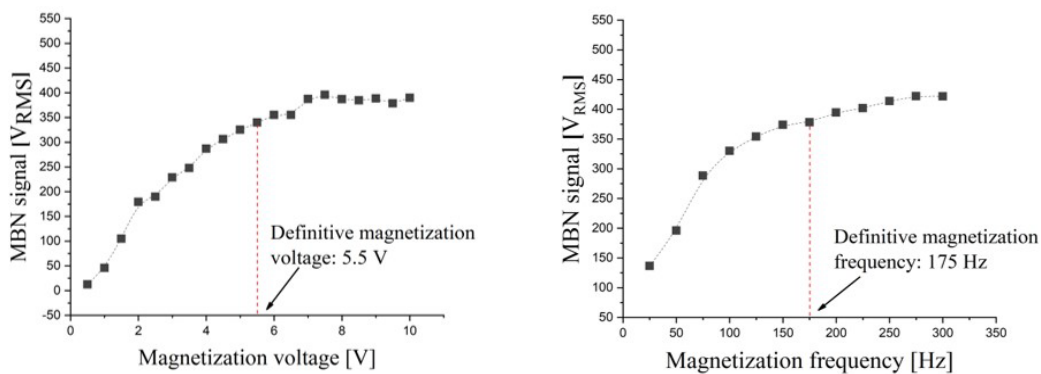 550
500
450
400
350
300
250
200
150
100
50
0
-50
MBN signal [VRMS]
Definitive magnetization
voltage: 5.5 V
0 2 4 6 8 10
Magnetization voltage [V]
550
500
450
400
350
300
250
200
150
100
50
MBN signal [VRMS]
Definitive magnetization
frequency: 175 Hz
0 50 100 150 200 250 300 350
Magnetization frequency [Hz]